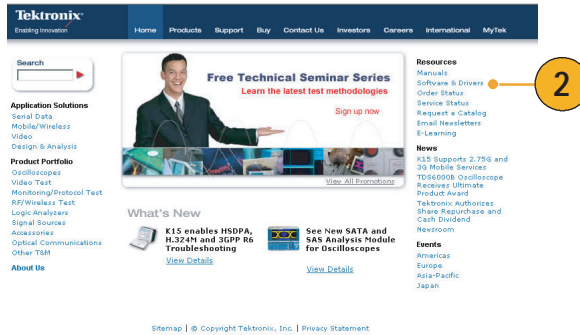 Tektronix
Enabling Innovation
Home Products Support Buy Contact Us Investors Careers International MyTek
Search
Application Solutions
Serial Data
Mobile/Wireless
Video
Design & Analysis
Product Portfolio
Oscilloscopes
Video Test
Monitoring/Protocol Test
RF/Wireless Test
Logic Analyzers
Signal Sources
Accessories
Optical Communications
Other T&M
About Us
Free Technical Seminar Series
Learn the latest test methodologies
Sign up now
View All Promotions
What's New
K15 enables HSDPA,
H.324M and 3GPP R6
Troubleshooting
View Details
See New SATA and
SAS Analysis Module
for Oscilloscopes
View Details
Resources
Manuals
Software & Drivers
Order Status
Service Status
Request a Catalog
Email Newsletters
E-Learning
News
K15 Supports 2.75G and
3G Mobile Services
TDS6000B Oscilloscope
Receives Ultimate
Product Award
Tektronix Authorizes
Share Repurchase and
Cash Dividend
Newsroom
Events
Americas
Europe
Asia-Pacific
Japan
2
Sitemap | © Copyright Tektronix, Inc. | Privacy Statement